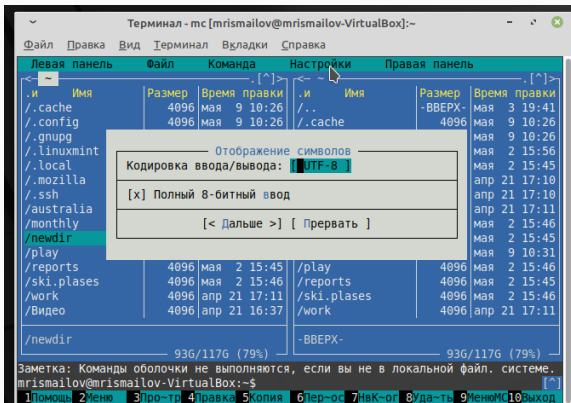 Терминал - mc [mrismailov@mrismailov-VirtualBox]:~
Файл Правка Вид Терминал Вкладки Справка
Левая панель Файл Команда Настройки Правая панель
<- ~ .[^]> <- ~ .[^]>
.и Имя Размер Время правки .и Имя Размер Время правки
/.cache 4096 мая 9 10:26 /.. -ВВЕРХ- мая 3 19:41
/.config 4096 мая 9 10:26 /.cache 4096 мая 9 10:26
/.gnupg мая 9 10:26
/.linuxmint мая 2 15:56
/.local мая 2 15:45
/.mozilla апр 21 17:10
/.ssh апр 21 17:10
/australia апр 21 17:11
/monthly мая 2 15:46
/newdir мая 2 15:46
/play мая 9 10:31
Отображение символов
Кодировка ввода/вывода: [ UTF-8 ]
[x] Полный 8-битный ввод
[< Дальше >] [ Прервать ]
/reports 4096 мая 2 15:45 /play 4096 мая 2 15:46
/ski.plases 4096 мая 2 15:46 /reports 4096 мая 2 15:45
/work 4096 апр 21 17:11 /ski.plases 4096 мая 2 15:46
/Видео 4096 апр 21 16:37 /work 4096 апр 21 17:11
/newdir -ВВЕРХ-
93G/117G (79%) 93G/117G (79%)
Заметка: Команды оболочки не выполняются, если вы не в локальной файл. системе.
mrismailov@mrismailov-VirtualBox:~$ [^]
1Помощь 2Меню 3Про~тр 4Правка 5Копия 6Пер~ос 7НвК~ог 8Уда~ть 9МенюMC 10Выход